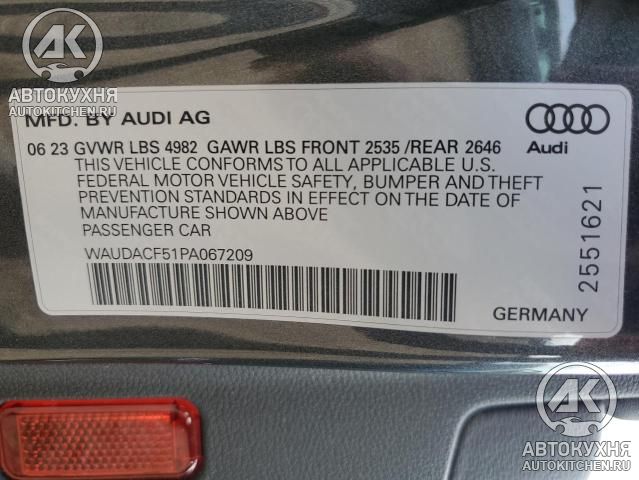 AK
АВТОКУХНЯ
AUTOKITCHEN.RU
MFD. BY AUDI AG
Audi
06 23 GVWR LBS 4982 GAWR LBS FRONT 2535 /REAR 2646
THIS VEHICLE CONFORMS TO ALL APPLICABLE U.S.
FEDERAL MOTOR VEHICLE SAFETY, BUMPER AND THEFT
PREVENTION STANDARDS IN EFFECT ON THE DATE OF
MANUFACTURE SHOWN ABOVE
PASSENGER CAR
WAUDACF51PA067209
2551621
GERMANY
AK
АВТОКУХНЯ
AUTOKITCHEN.RU